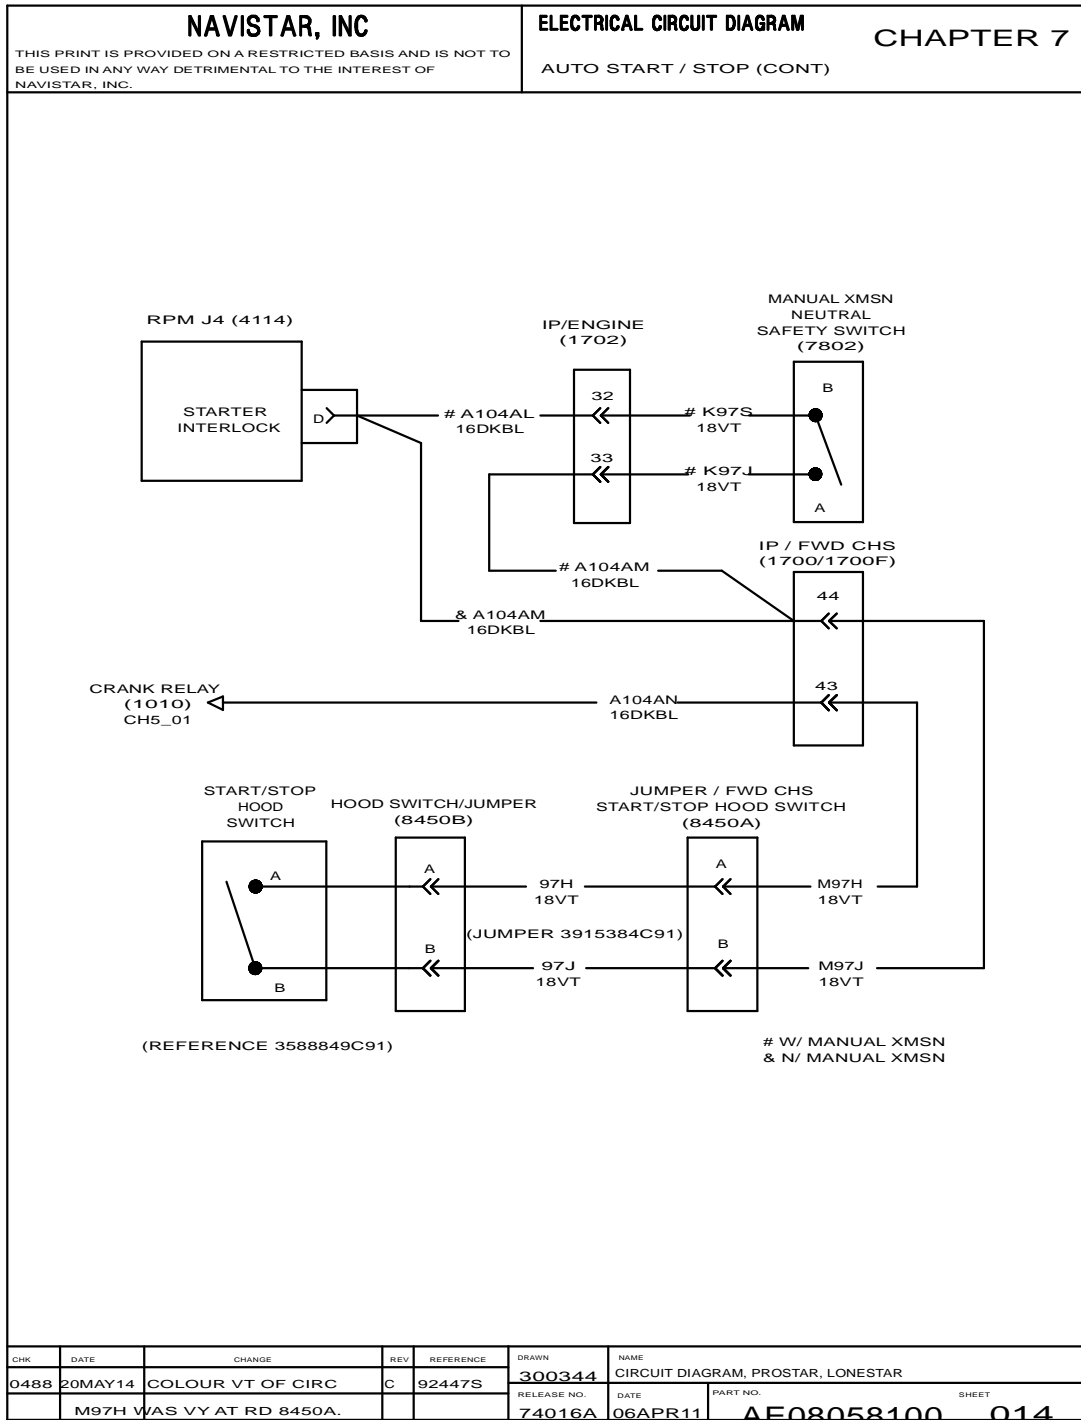 NAVISTAR, INC
THIS PRINT IS PROVIDED ON A RESTRICTED BASIS AND IS NOT TO
BE USED IN ANY WAY DETRIMENTAL TO THE INTEREST OF
NAVISTAR, INC.
ELECTRICAL CIRCUIT DIAGRAM
CHAPTER 7
AUTO START / STOP (CONT)
RPM J4 (4114)
STARTER
INTERLOCK
D
# A104AL
16DKBL
IP/ENGINE
(1702)
32
33
# K97S
18VT
# K97J
18VT
MANUAL XMSN
NEUTRAL
SAFETY SWITCH
(7802)
B
A
# A104AM
16DKBL
& A104AM
16DKBL
IP / FWD CHS
(1700/1700F)
44
43
CRANK RELAY
(1010)
CH5_01
A104AN
16DKBL
START/STOP
HOOD
SWITCH
A
B
HOOD SWITCH/JUMPER
(8450B)
A
B
97H
18VT
(JUMPER 3915384C91)
97J
18VT
JUMPER / FWD CHS
START/STOP HOOD SWITCH
(8450A)
A
B
M97H
18VT
M97J
18VT
(REFERENCE 3588849C91)
# W/ MANUAL XMSN
& N/ MANUAL XMSN
CHK DATE CHANGE REV REFERENCE
0488 20MAY14 COLOUR VT OF CIRC C 92447S
M97H WAS VY AT RD 8450A.
DRAWN
300344
NAME
CIRCUIT DIAGRAM, PROSTAR, LONESTAR
RELEASE NO.
74016A
DATE
06APR11
PART NO.
AE08058100
SHEET
014